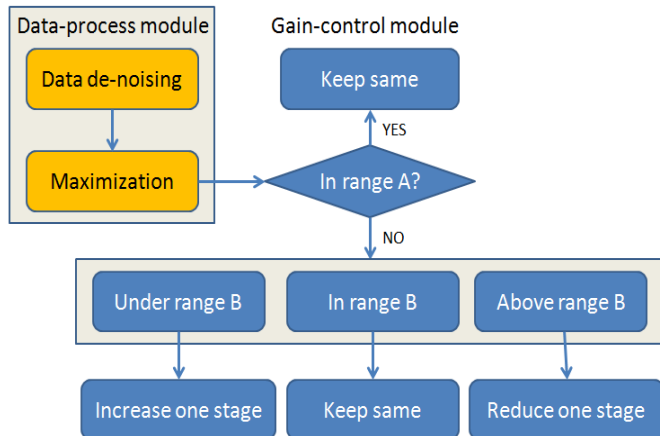 Data-process module
Gain-control module
Data de-noising
Keep same
YES
Maximization
In range A?
NO
Under range B
In range B
Above range B
Increase one stage
Keep same
Reduce one stage